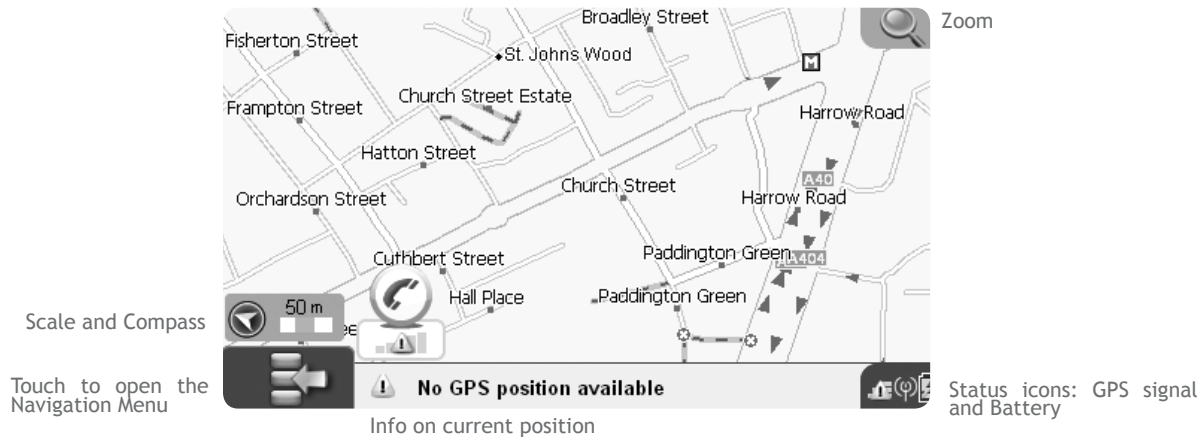 Broadley Street
Zoom
Fisherton Street
St. Johns Wood
M
Church Street Estate
Frampton Street
Harrow Road
Hatton Street
A40
Church Street
Orchardson Street
Harrow Road
Paddington Green
A404
Cuthbert Street
Hall Place
Paddington Green
50 m
Scale and Compass
Touch to open the
Navigation Menu
No GPS position available
Status icons: GPS signal
and Battery
Info on current position